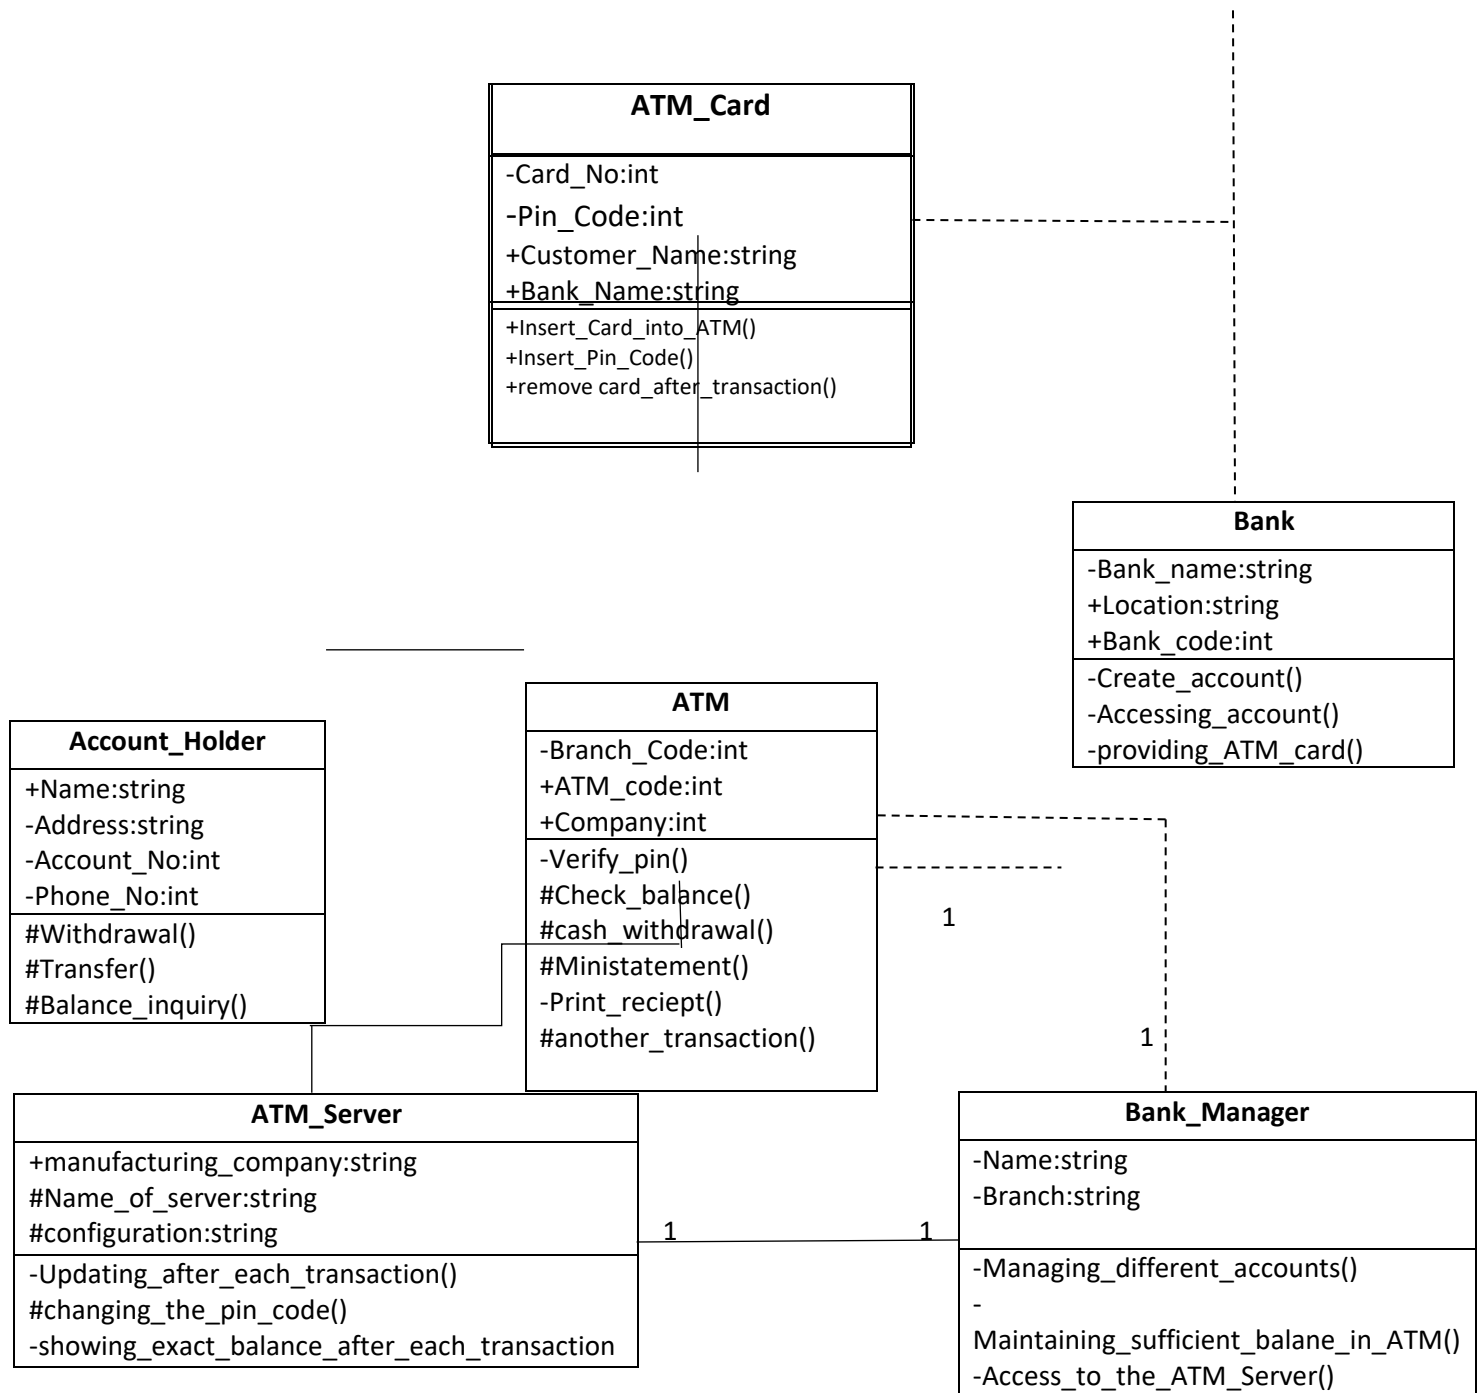 ATM_Card
-Card_No:int
-Pin_Code:int
+Customer_Name:string
+Bank_Name:string
+Insert_Card_into_ATM()
+Insert_Pin_Code()
+remove card_after_transaction()
Bank
-Bank_name:string
+Location:string
+Bank_code:int
-Create_account()
-Accessing_account()
-providing_ATM_card()
ATM
-Branch_Code:int
+ATM_code:int
+Company:int
-Verify_pin()
#Check_balance()
#cash_withdrawal()
#Ministatement()
-Print_reciept()
#another_transaction()
Account_Holder
+Name:string
-Address:string
-Account_No:int
-Phone_No:int
#Withdrawal()
#Transfer()
#Balance_inquiry()
1
1
ATM_Server
+manufacturing_company:string
#Name_of_server:string
#configuration:string
-Updating_after_each_transaction()
#changing_the_pin_code()
-showing_exact_balance_after_each_transaction
1
1
Bank_Manager
-Name:string
-Branch:string
-Managing_different_accounts()
-
Maintaining_sufficient_balane_in_ATM()
-Access_to_the_ATM_Server()